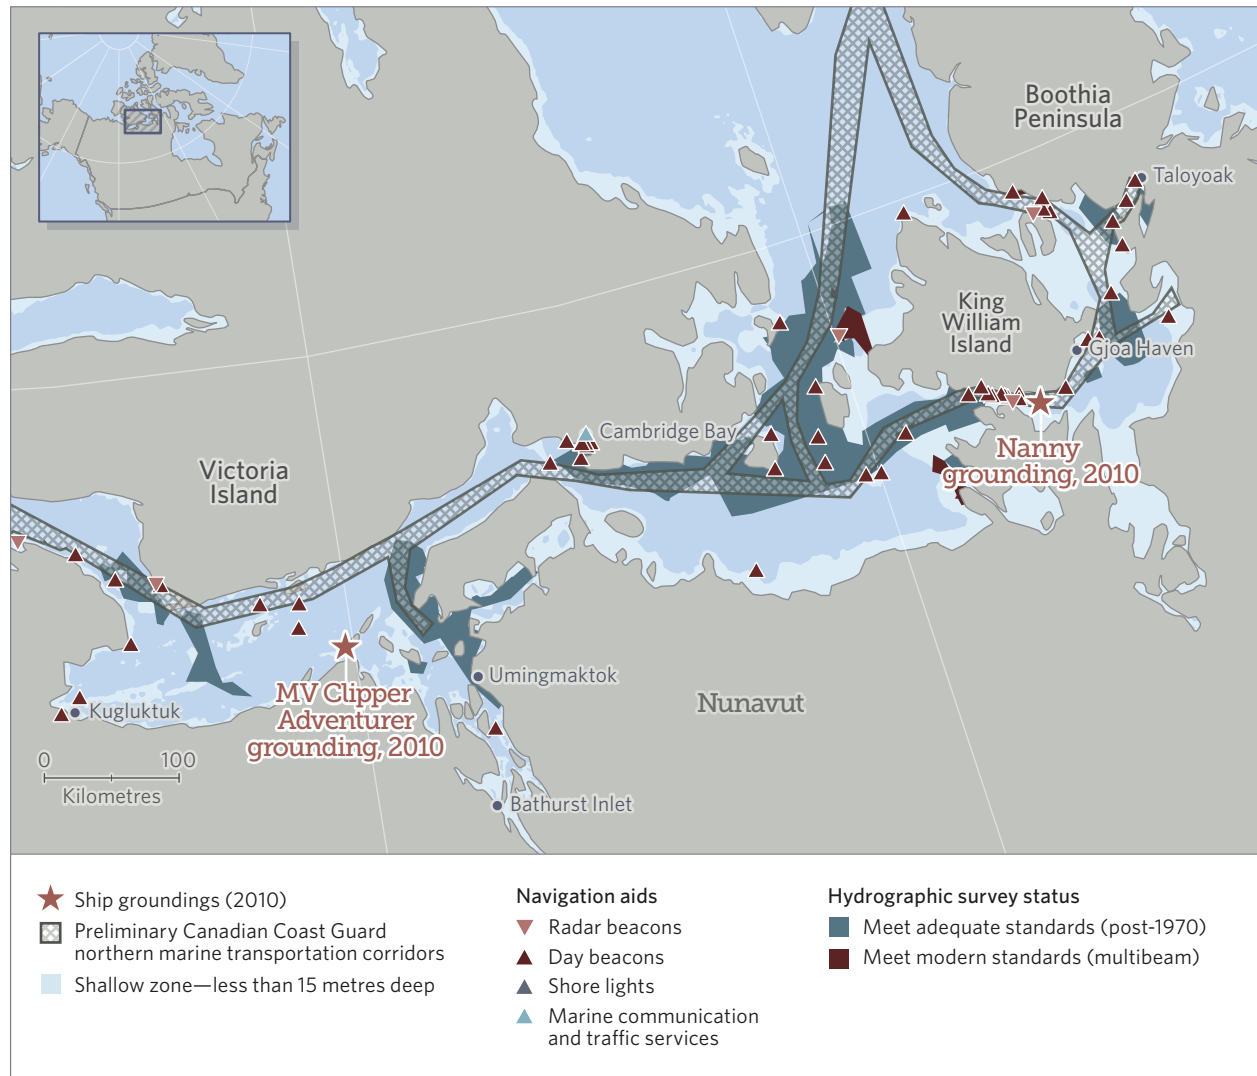 Boothia
Peninsula
Taloyoak
King
William
Island
Gjoa Haven
Cambridge Bay
Victoria
Island
Nanny
grounding, 2010
Umingmaktok
MV Clipper
Adventurer
grounding, 2010
Nunavut
Kugluktuk
0 100
Kilometres
Bathurst Inlet
Ship groundings (2010)
Preliminary Canadian Coast Guard
northern marine transportation corridors
Shallow zone—less than 15 metres deep
Navigation aids
Radar beacons
Day beacons
Shore lights
Marine communication
and traffic services
Hydrographic survey status
Meet adequate standards (post-1970)
Meet modern standards (multibeam)